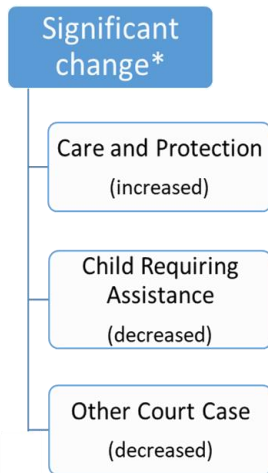 Significant
change*
Care and Protection
(increased)
Child Requiring
Assistance
(decreased)
Other Court Case
(decreased)